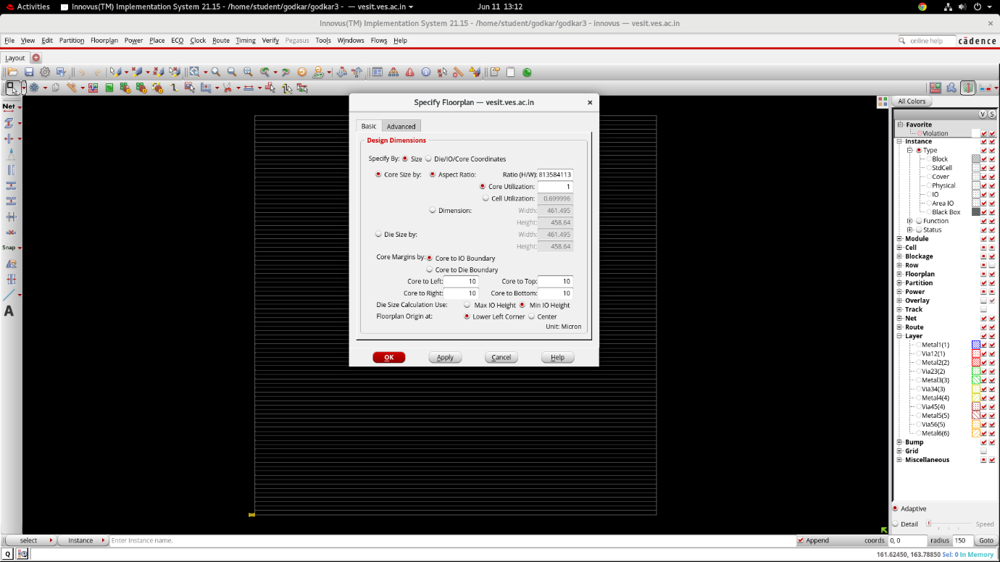 Activities Innovus(TM) Implementation System 21.15 - /home/student/godkar/godkar3 - — vesit.ves.ac.in Jun 11 13:12
Innovus(TM) Implementation System 21.15 - /home/student/godkar/godkar3 - innovus — vesit.ves.ac.in
File View Edit Partition Floorplan Power Place ECO Clock Route Timing Verify Pegasus Tools Windows Flows Help online help cādence
Layout
Net
Snap
A
Specify Floorplan — vesit.ves.ac.in
Basic Advanced
Design Dimensions
Specify By: Size Die/IO/Core Coordinates
Core Size by: Aspect Ratio: Ratio (H/W): 813584113
Core Utilization: 1
Cell Utilization: 0.699996
Dimension: Width: 461.495
Height: 458.64
Die Size by: Width: 461.495
Height: 458.64
Core Margins by: Core to IO Boundary
Core to Die Boundary
Core to Left: 10 Core to Top: 10
Core to Right: 10 Core to Bottom: 10
Die Size Calculation Use: Max IO Height Min IO Height
Floorplan Origin at: Lower Left Corner Center
Unit: Micron
OK Apply Cancel Help
All Colors
V S
Favorite
Violation
Instance
Type
Block
StdCell
Cover
Physical
IO
Area IO
Black Box
Function
Status
Module
Cell
Blockage
Row
Floorplan
Partition
Power
Overlay
Track
Net
Route
Layer
Metal1(1)
Via12(1)
Metal2(2)
Via23(2)
Metal3(3)
Via34(3)
Metal4(4)
Via45(4)
Metal5(5)
Via56(5)
Metal6(6)
Bump
Grid
Miscellaneous
Adaptive
Detail Speed
select Instance Enter Instance name. Append coords 0, 0 radius 150 Goto
Q 161.62450, 163.78850 Sel: 0 In Memory